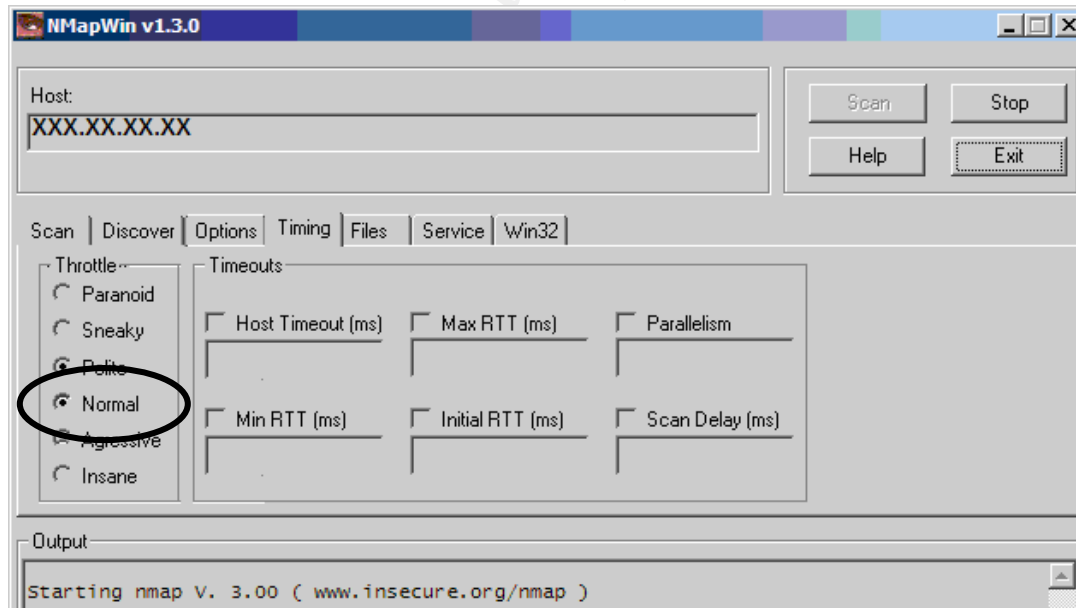 NMapWin v1.3.0
Host:
XXX.XX.XX.XX
Scan Stop
Help Exit
Scan Discover Options Timing Files Service Win32
Throttle
Timeouts
Paranoid
Sneaky
Polite
Normal
Agressive
Insane
Host Timeout (ms) Max RTT (ms) Parallelism
Min RTT (ms) Initial RTT (ms) Scan Delay (ms)
Output
Starting nmap V. 3.00 ( www.insecure.org/nmap )